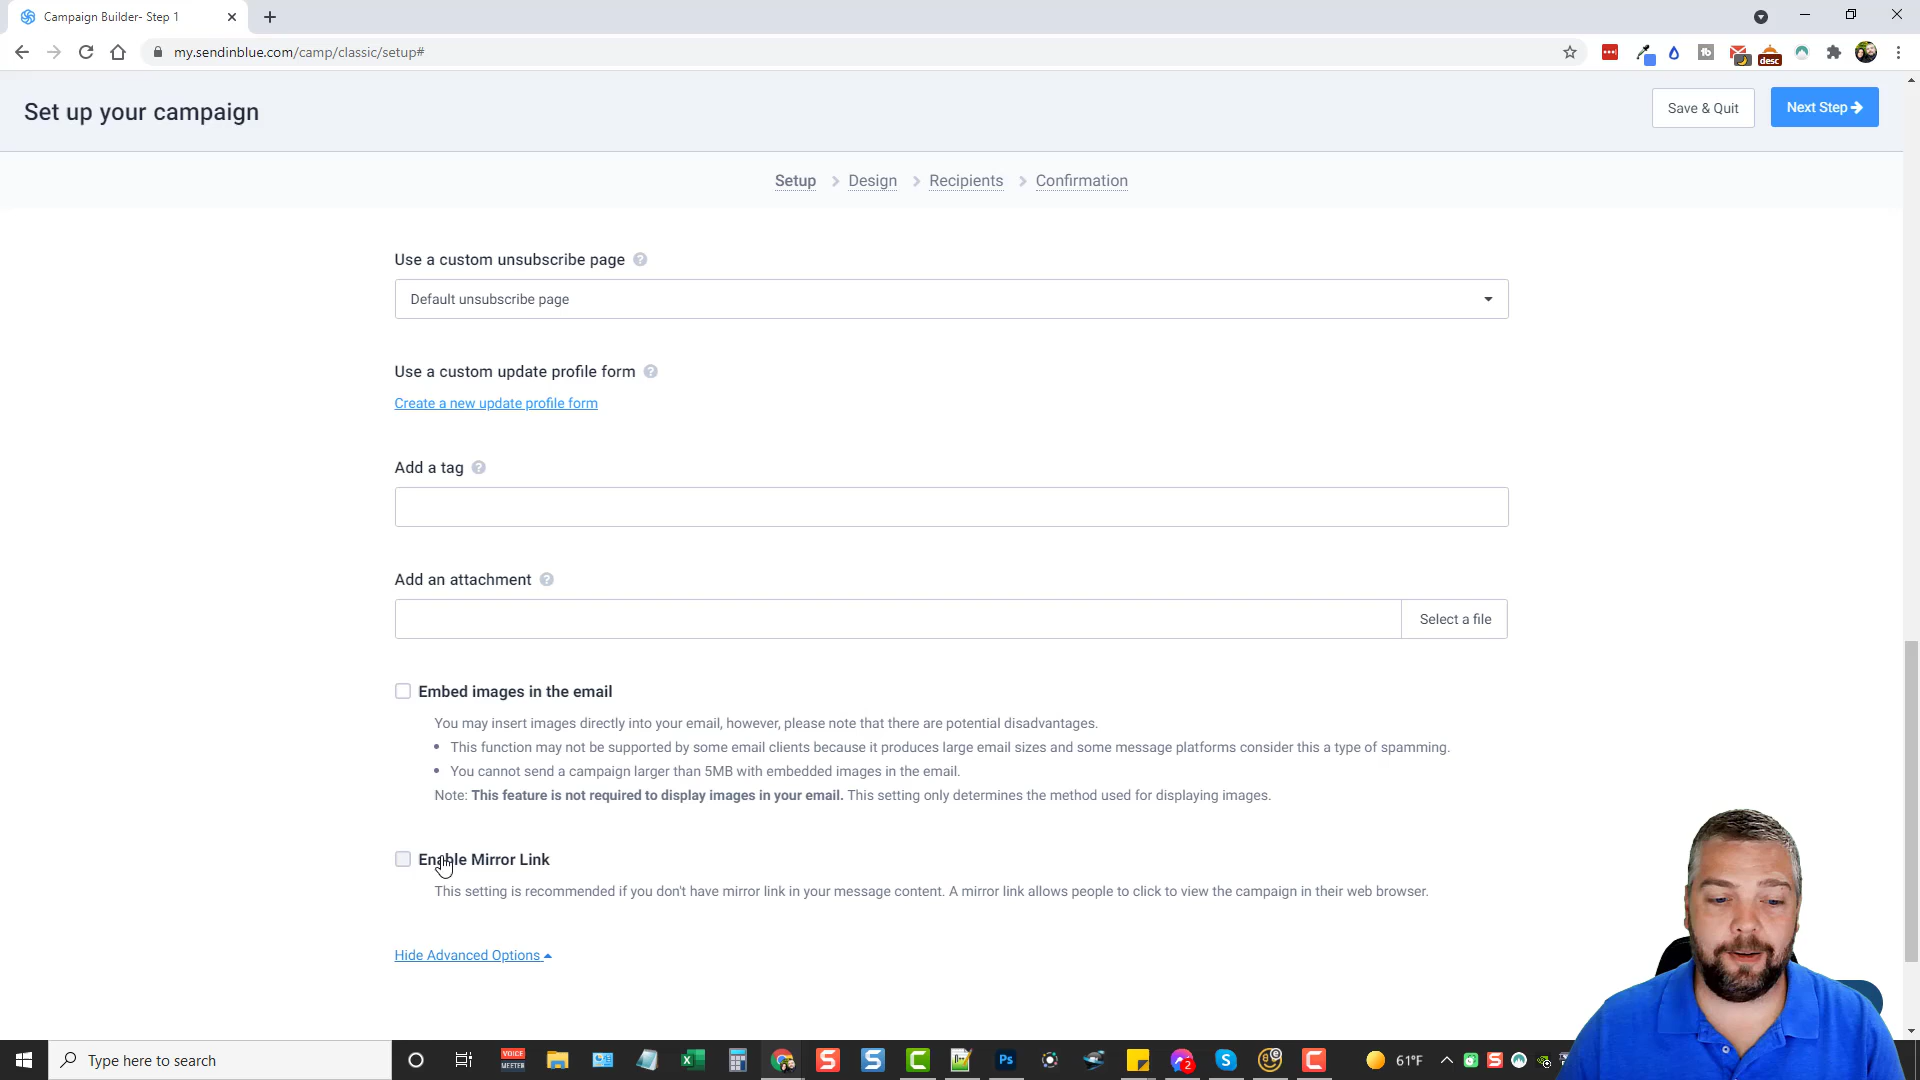 Campaign Builder- Step 1
my.sendinblue.com/camp/classic/setup#
desc
Set up your campaign
Save & Quit
Next Step
Setup
Design
Recipients
Confirmation
Use a custom unsubscribe page ?
Default unsubscribe page
Use a custom update profile form ?
Create a new update profile form
Add a tag ?
Add an attachment ?
Select a file
Embed images in the email
You may insert images directly into your email, however, please note that there are potential disadvantages.
• This function may not be supported by some email clients because it produces large email sizes and some message platforms consider this a type of spamming.
• You cannot send a campaign larger than 5MB with embedded images in the email.
Note: This feature is not required to display images in your email. This setting only determines the method used for displaying images.
Enable Mirror Link
This setting is recommended if you don't have mirror link in your message content. A mirror link allows people to click to view the campaign in their web browser.
Hide Advanced Options
Type here to search
VOICE
MEETER
Ps
2
61°F